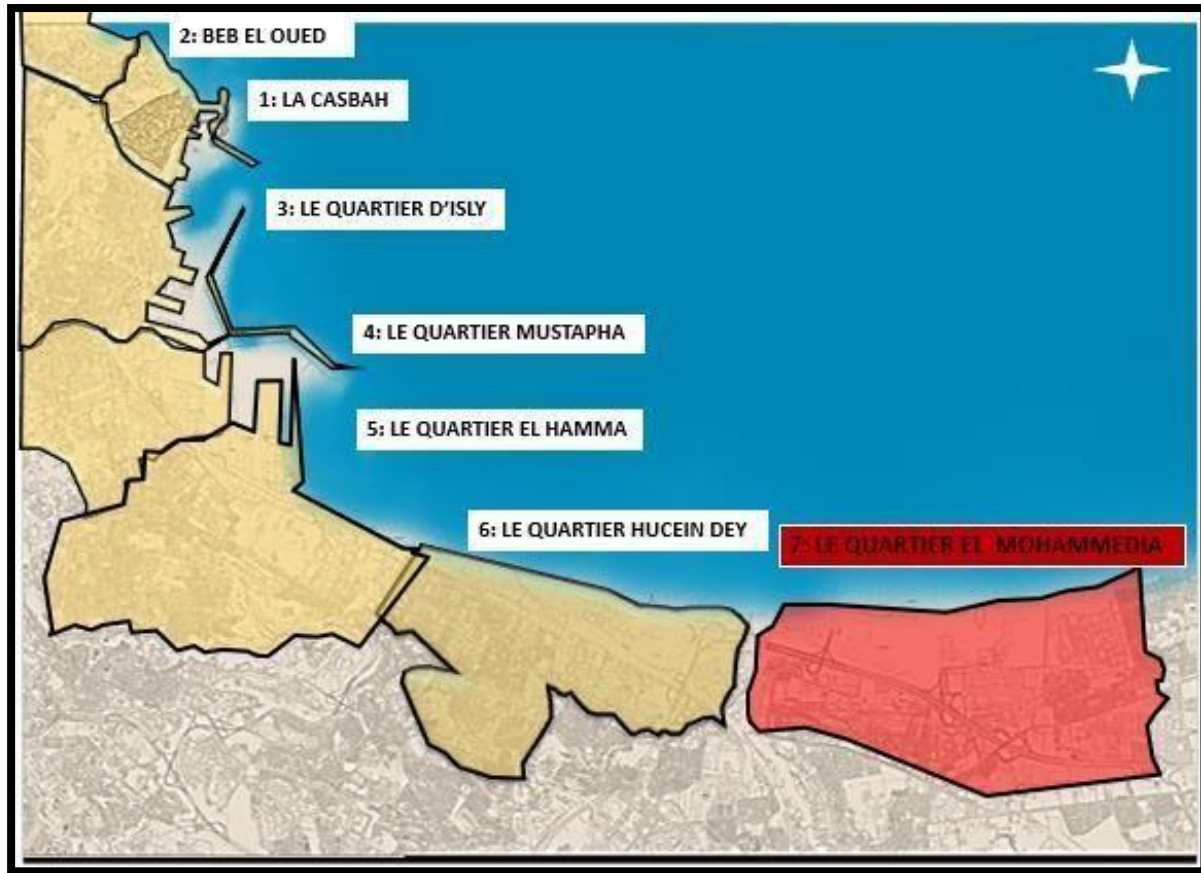 2: BEB EL OUED
1: LA CASBAH
3: LE QUARTIER D'ISLY
4: LE QUARTIER MUSTAPHA
5: LE QUARTIER EL HAMMA
6: LE QUARTIER HUCEIN DEY
7: LE QUARTIER EL MOHAMMEDIA